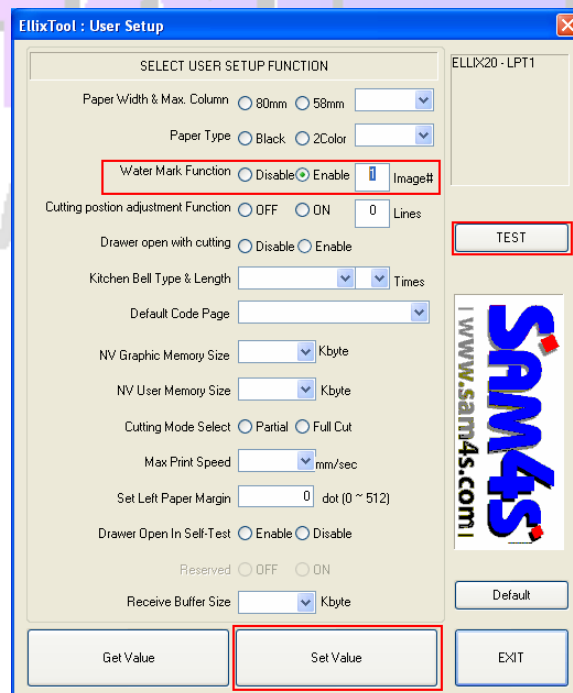 EllixTool : User Setup
SELECT USER SETUP FUNCTION
ELLIX20 - LPT1
Paper Width & Max. Column 80mm 58mm
Paper Type Black 2Color
Water Mark Function Disable Enable 1 Image#
Cutting postion adjustment Function OFF ON 0 Lines
TEST
Drawer open with cutting Disable Enable
Kitchen Bell Type & Length Times
Default Code Page
NV Graphic Memory Size Kbyte
NV User Memory Size Kbyte
Cutting Mode Select Partial Full Cut
Max Print Speed mm/sec
Set Left Paper Margin 0 dot (0 ~ 512)
Drawer Open In Self-Test Enable Disable
Reserved OFF ON
Receive Buffer Size Kbyte
SAM4s
| www.sam4s.com |
Default
Get Value
Set Value
EXIT